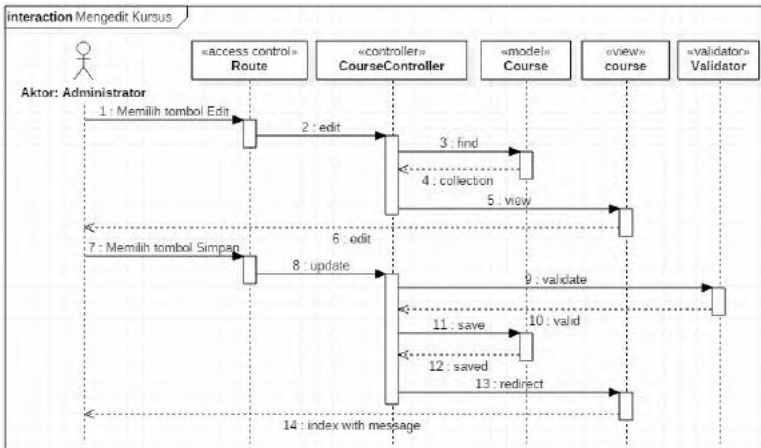 interaction Mengedit Kursus
«access control»
Route
«controller»
CourseController
«model»
Course
«view»
course
«validator»
Validator
Aktor: Administrator
1 : Memilih tombol Edit
2 : edit
3 : find
4 : collection
5 : view
6 : edit
7 : Memilih tombol Simpan
8 : update
9 : validate
10 : valid
11 : save
12 : saved
13 : redirect
14 : index with message